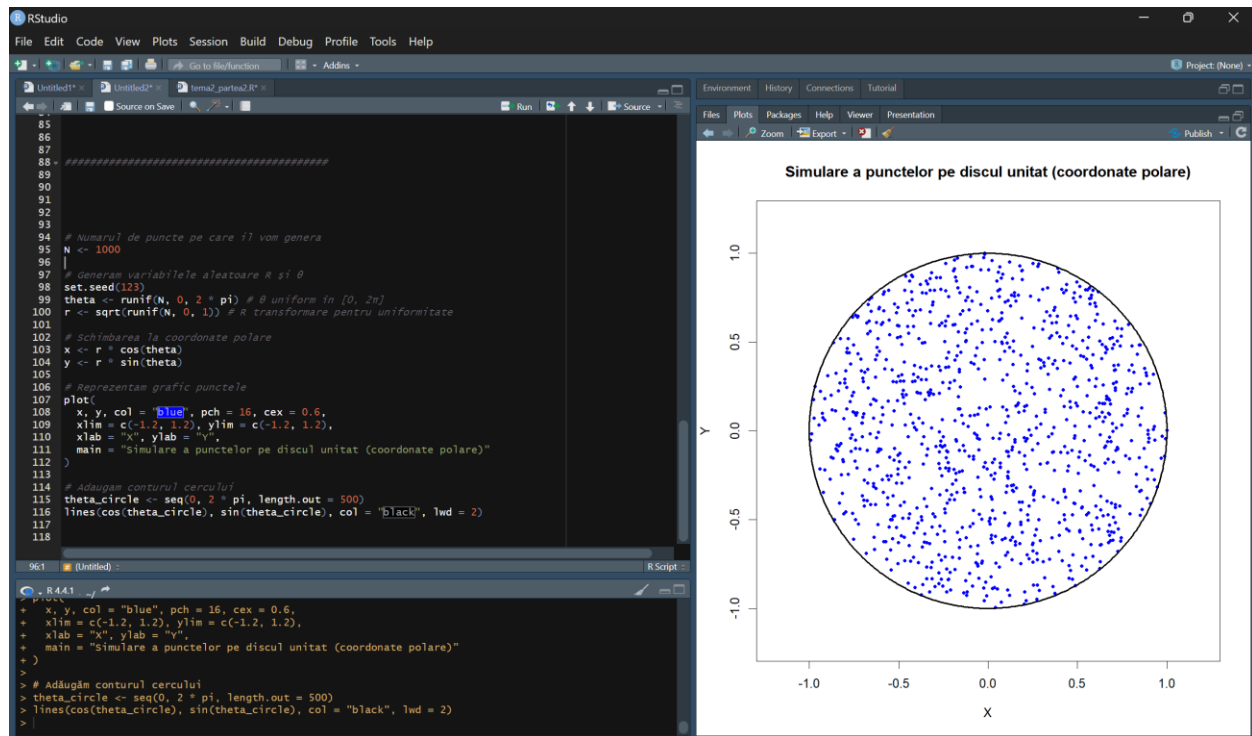 RStudio
File Edit Code View Plots Session Build Debug Profile Tools Help
Go to file/function Addins Project: (None)
Untitled1* Untitled2* tema2_partea2.R*
Source on Save Run Source
85
86
87
88 ##########################################
89
90
91
92
93
94 # Numarul de puncte pe care il vom genera
95 N <- 1000
96
97 # Generam variabilele aleatoare R și θ
98 set.seed(123)
99 theta <- runif(N, 0, 2 * pi) # θ uniform in [0, 2π]
100 r <- sqrt(runif(N, 0, 1)) # R transformare pentru uniformitate
101
102 # Schimbarea la coordonate polare
103 x <- r * cos(theta)
104 y <- r * sin(theta)
105
106 # Reprezentam grafic punctele
107 plot(
108 x, y, col = "blue", pch = 16, cex = 0.6,
109 xlim = c(-1.2, 1.2), ylim = c(-1.2, 1.2),
110 xlab = "X", ylab = "Y",
111 main = "Simulare a punctelor pe discul unitat (coordonate polare)"
112 )
113
114 # Adaugam conturul cercului
115 theta_circle <- seq(0, 2 * pi, length.out = 500)
116 lines(cos(theta_circle), sin(theta_circle), col = "black", lwd = 2)
117
118
96:1 (Untitled) R Script
R 4.4.1 . ~/
> plot(
+ x, y, col = "blue", pch = 16, cex = 0.6,
+ xlim = c(-1.2, 1.2), ylim = c(-1.2, 1.2),
+ xlab = "X", ylab = "Y",
+ main = "Simulare a punctelor pe discul unitat (coordonate polare)"
+ )
>
> # Adăugăm conturul cercului
> theta_circle <- seq(0, 2 * pi, length.out = 500)
> lines(cos(theta_circle), sin(theta_circle), col = "black", lwd = 2)
>
Environment History Connections Tutorial
Files Plots Packages Help Viewer Presentation
Zoom Export Publish
Simulare a punctelor pe discul unitat (coordonate polare)
1.0
0.5
0.0
-0.5
-1.0
Y
-1.0 -0.5 0.0 0.5 1.0
X